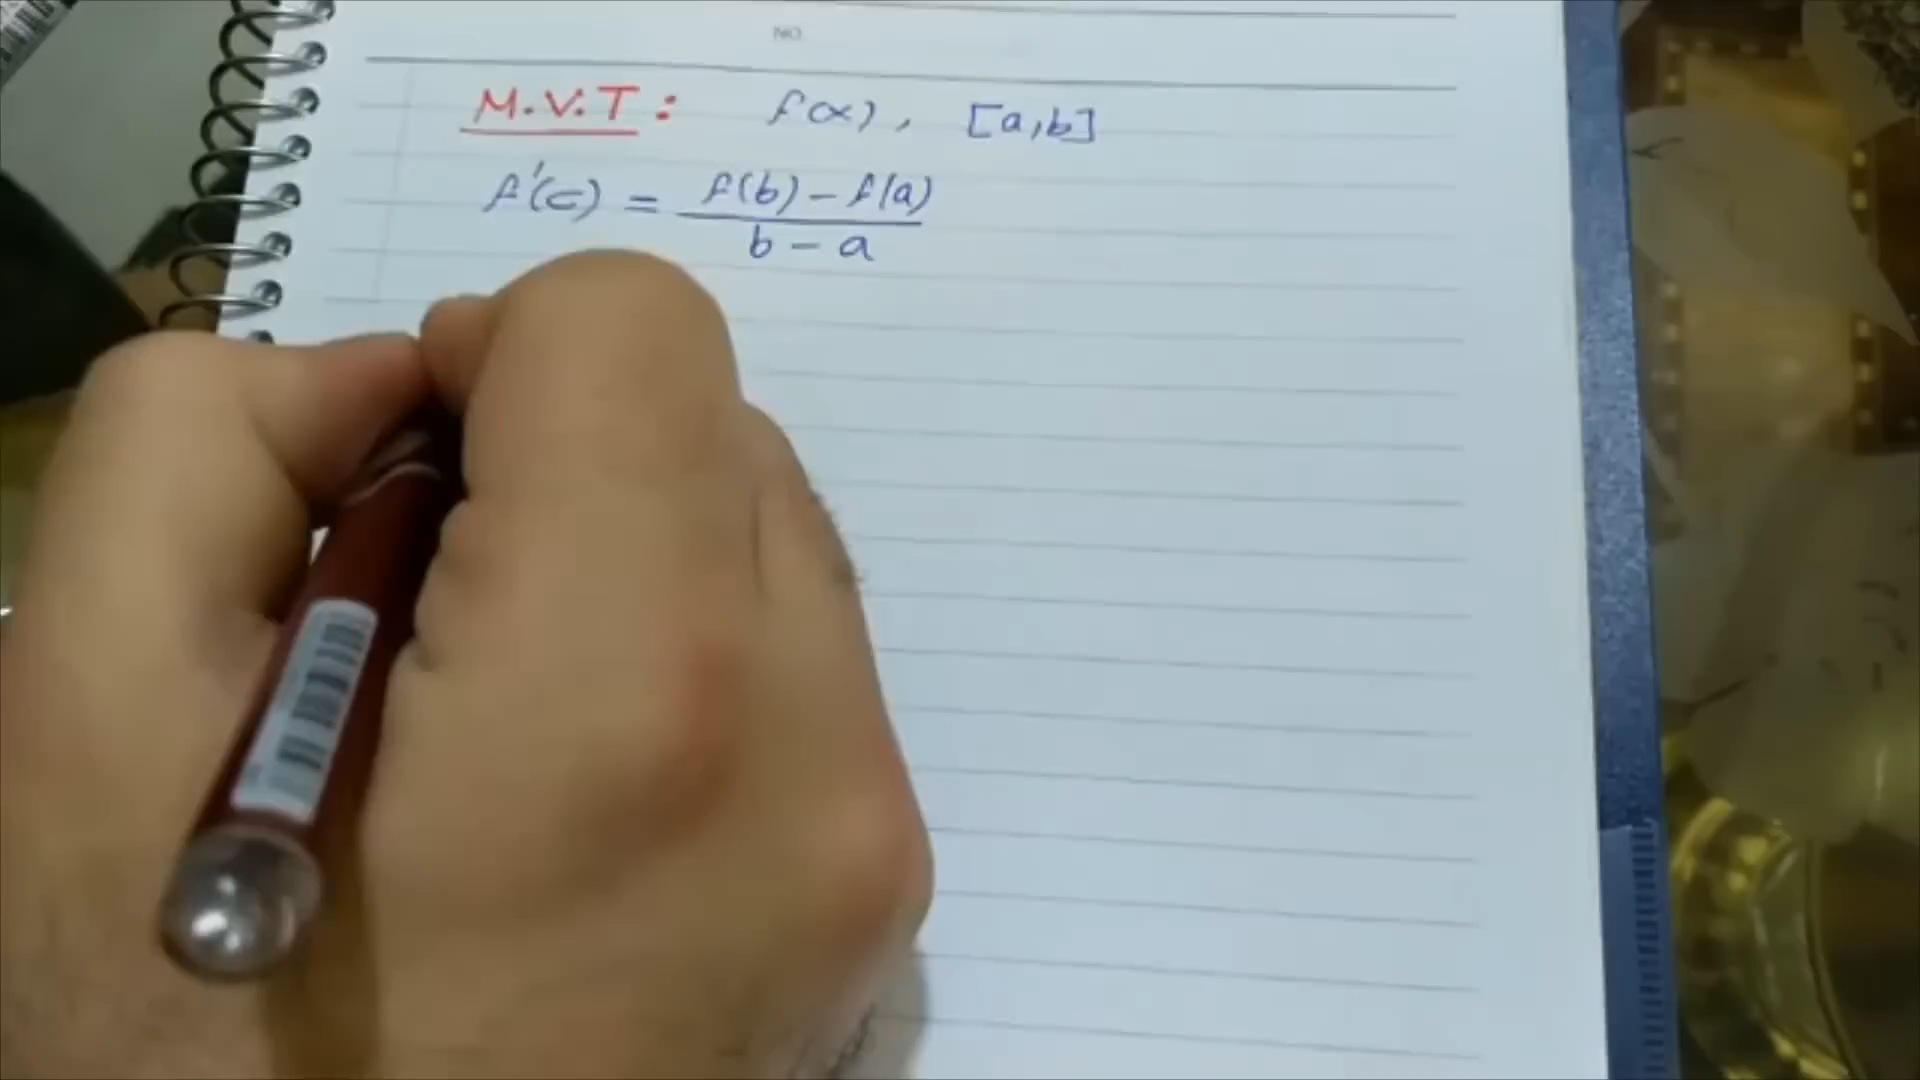 NO.
M.V.T : f(x), [a,b]
f'(c) = f(b) - f(a) / b - a